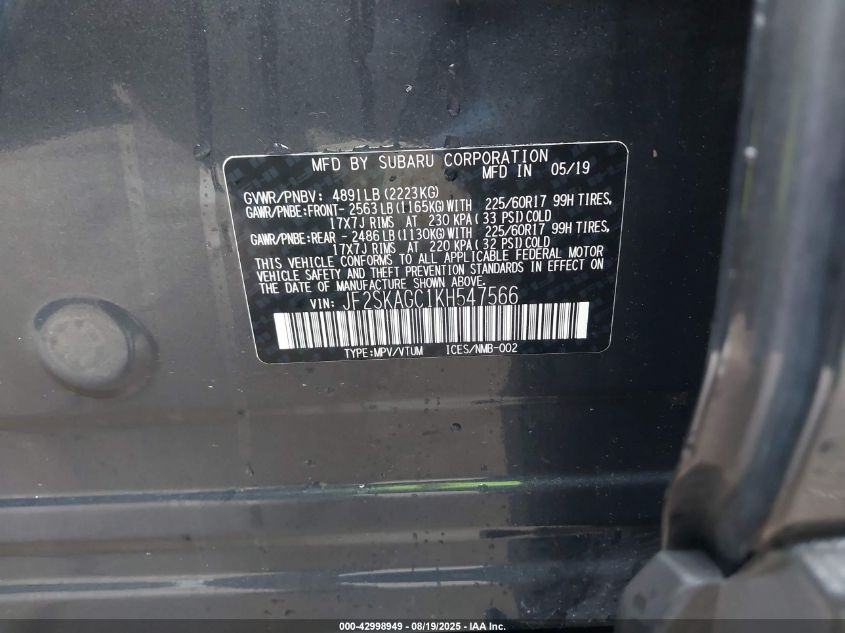 MFD BY SUBARU CORPORATION
MFD IN 05/19
GVWR/PNBV: 4891LB(2223KG)
GAWR/PNBE:FRONT- 2563LB(1165KG)WITH 225/60R17 99H TIRES,
17X7J RIMS AT 230 KPA( 33 PSI)COLD
GAWR/PNBE:REAR -2486LB(1130KG)WITH 225/60R17 99H TIRES,
17X7J RIMS AT 220 KPA( 32 PSI)COLD
THIS VEHICLE CONFORMS TO ALL APPLICABLE FEDERAL MOTOR
VEHICLE SAFETY AND THEFT PREVENTION STANDARDS IN EFFECT ON
THE DATE OF MANUFACTURE SHOWN ABOVE.
VIN: JF2SKAGC1KH547566
TYPE:MPV/VTUM ICES/NMB-002
000-42998949 - 08/19/2025 - IAA Inc.